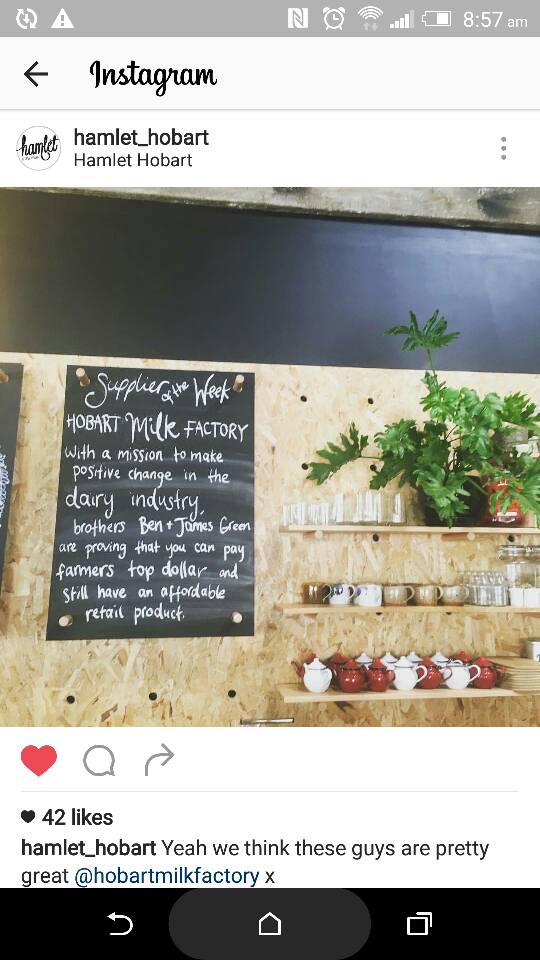 8:57 am
Instagram
hamlet
hamlet_hobart
Hamlet Hobart
Supplier of the Week
HOBART Milk FACTORY
With a mission to make
positive change in the
dairy industry,
brothers Ben + James Green
are proving that you can pay
farmers top dollar and
still have an affordable
retail product.
42 likes
hamlet_hobart Yeah we think these guys are pretty
great @hobartmilkfactory x